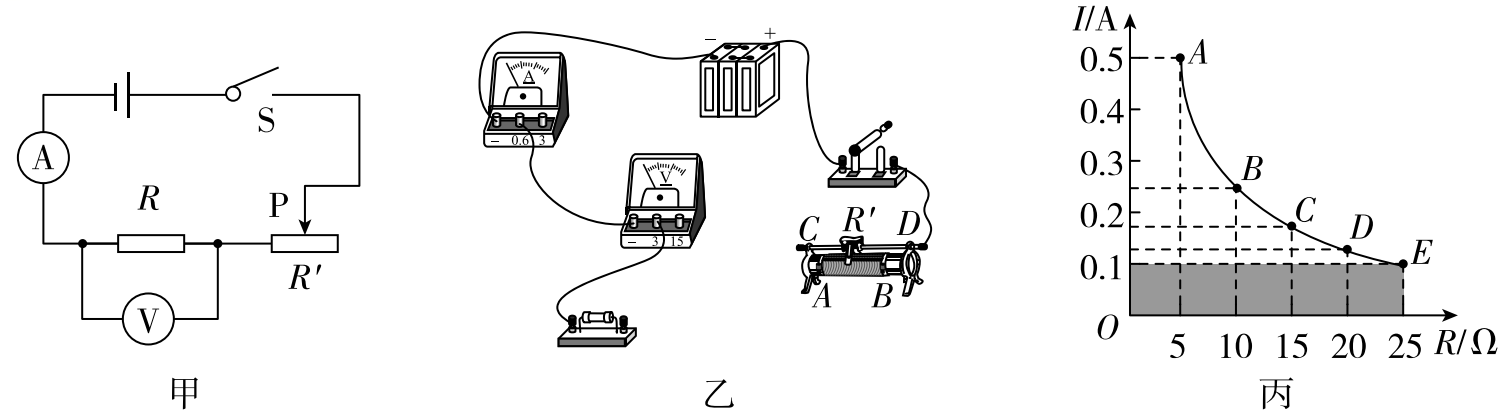 A
S
R
P
R′
V
甲
− +
A
− 0.6 3
V
− 3 15
C R′ D
A B
乙
I/A
0.5
0.4
0.3
0.2
0.1
A
B
C
D
E
O
5 10 15 20 25 R/Ω
丙